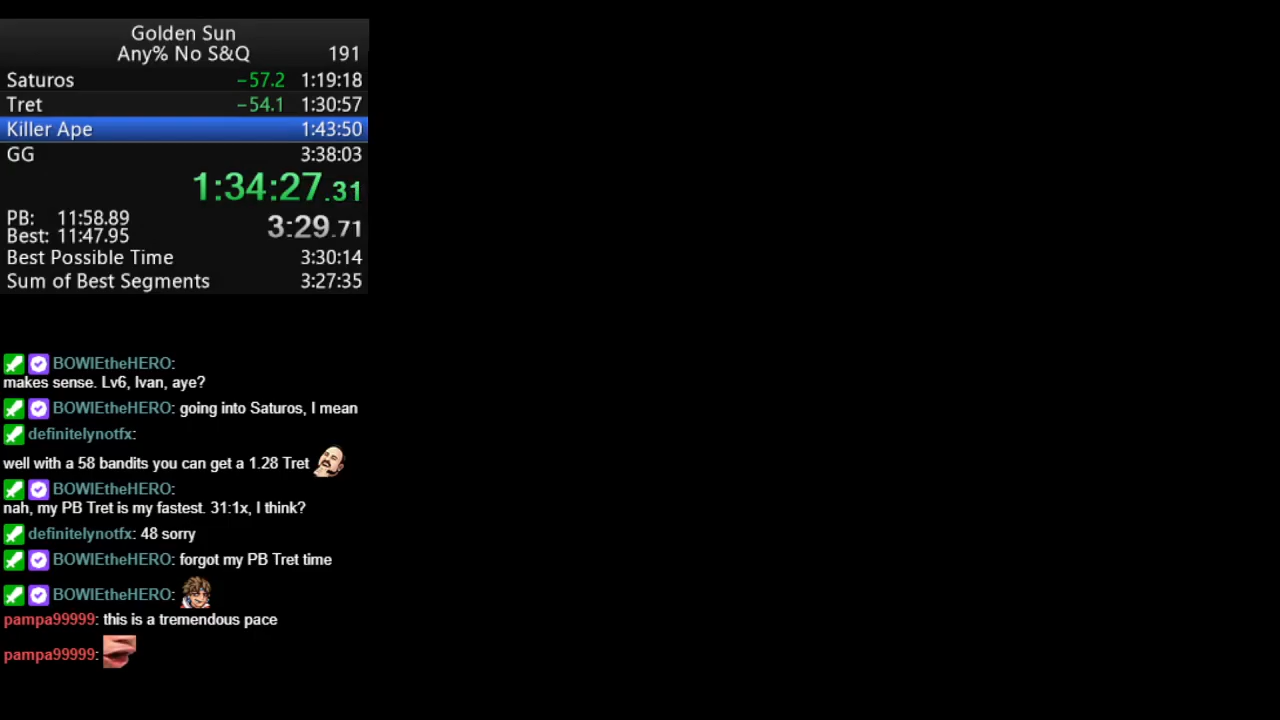 Golden Sun
Any% No S&Q 191
Saturos -57.2 1:19:18
Tret -54.1 1:30:57
Killer Ape 1:43:50
GG 3:38:03
1:34:27.31
PB: 11:58.89
Best: 11:47.95
3:29.71
Best Possible Time 3:30:14
Sum of Best Segments 3:27:35
BOWIEtheHERO:
makes sense. Lv6, Ivan, aye?
BOWIEtheHERO: going into Saturos, I mean
definitelynotfx:
well with a 58 bandits you can get a 1.28 Tret
BOWIEtheHERO:
nah, my PB Tret is my fastest. 31:1x, I think?
definitelynotfx: 48 sorry
BOWIEtheHERO: forgot my PB Tret time
BOWIEtheHERO:
pampa99999: this is a tremendous pace
pampa99999: